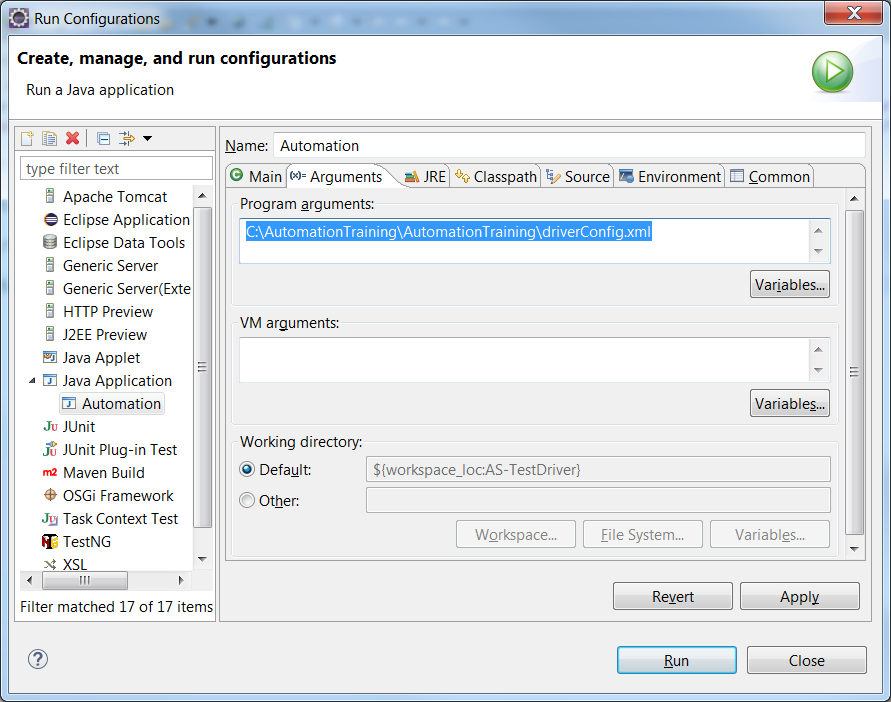 Run Configurations
Create, manage, and run configurations
Run a Java application
type filter text
Apache Tomcat
Eclipse Application
Eclipse Data Tools
Generic Server
Generic Server(Exte
HTTP Preview
J2EE Preview
Java Applet
Java Application
Automation
JUnit
JUnit Plug-in Test
Maven Build
OSGi Framework
Task Context Test
TestNG
XSL
Filter matched 17 of 17 items
Name: Automation
Main (x)= Arguments JRE Classpath Source Environment Common
Program arguments:
C:\AutomationTraining\AutomationTraining\driverConfig.xml
Variables...
VM arguments:
Variables...
Working directory:
Default: ${workspace_loc:AS-TestDriver}
Other:
Workspace... File System... Variables...
Revert Apply
Run Close